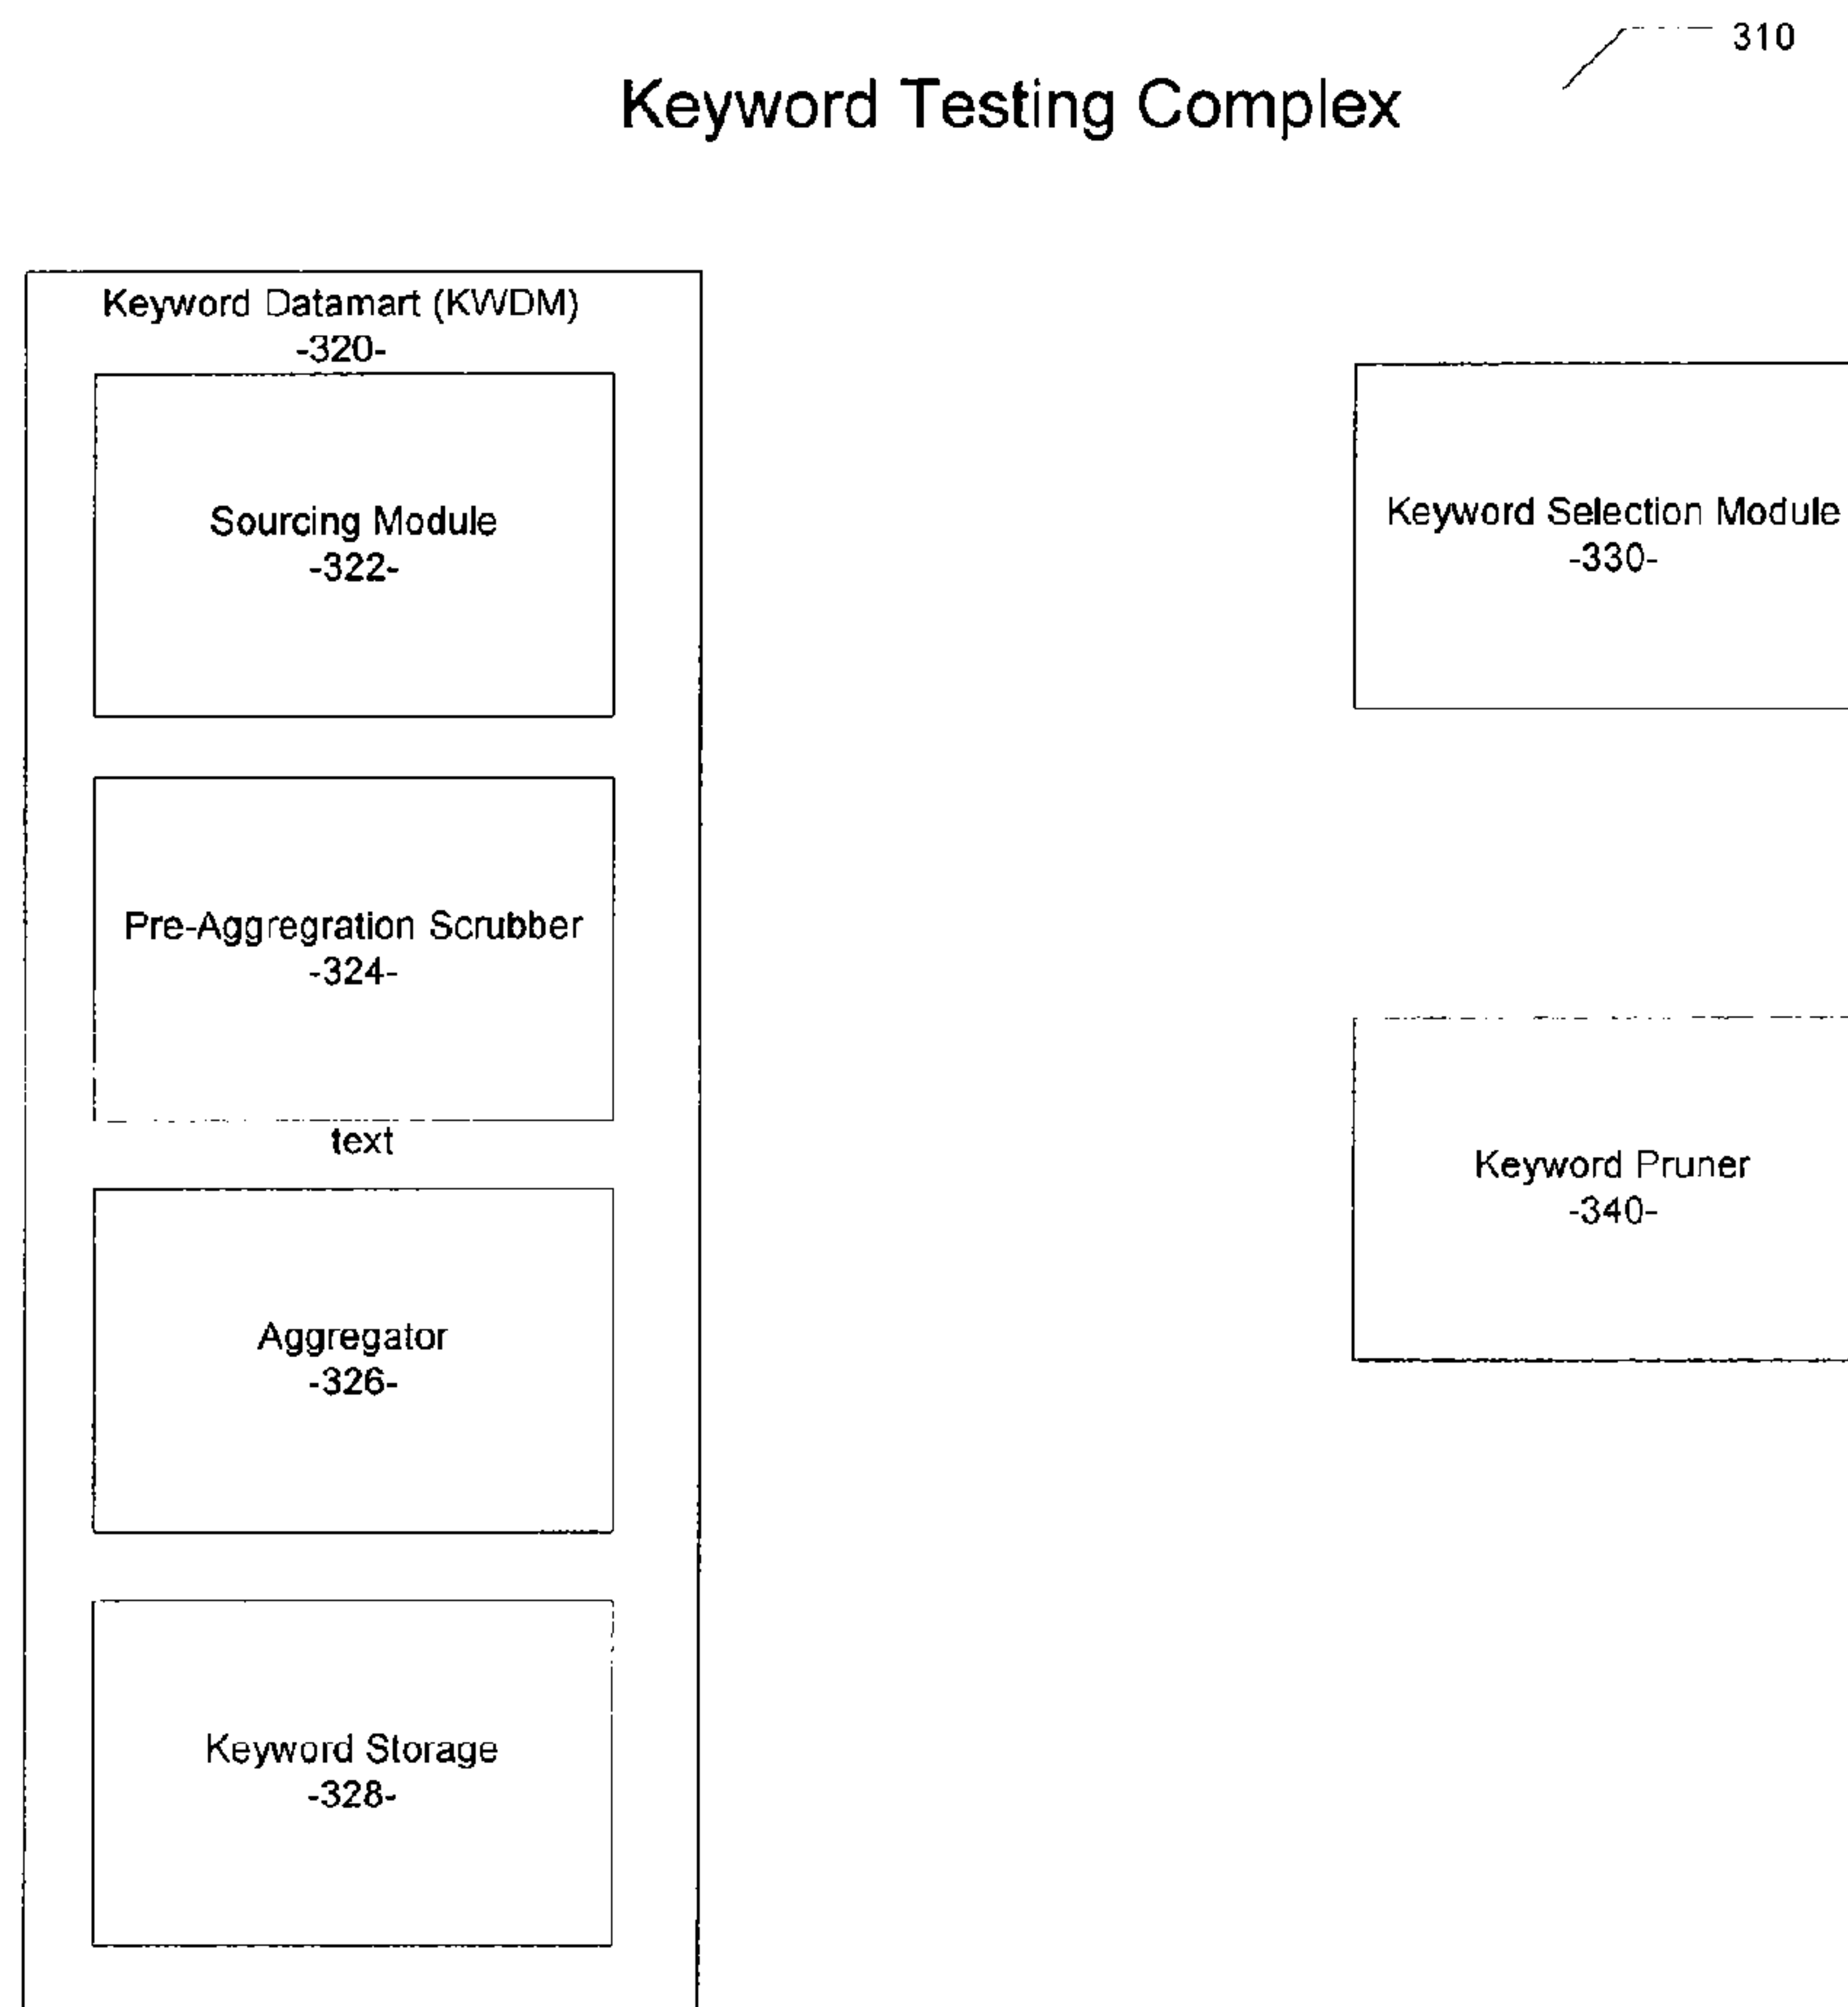 310
Keyword Testing Complex
Keyword Datamart (KWDM)
-320-
Sourcing Module
-322-
Pre-Aggregration Scrubber
-324-
text
Aggregator
-326-
Keyword Storage
-328-
Keyword Selection Module
-330-
Keyword Pruner
-340-